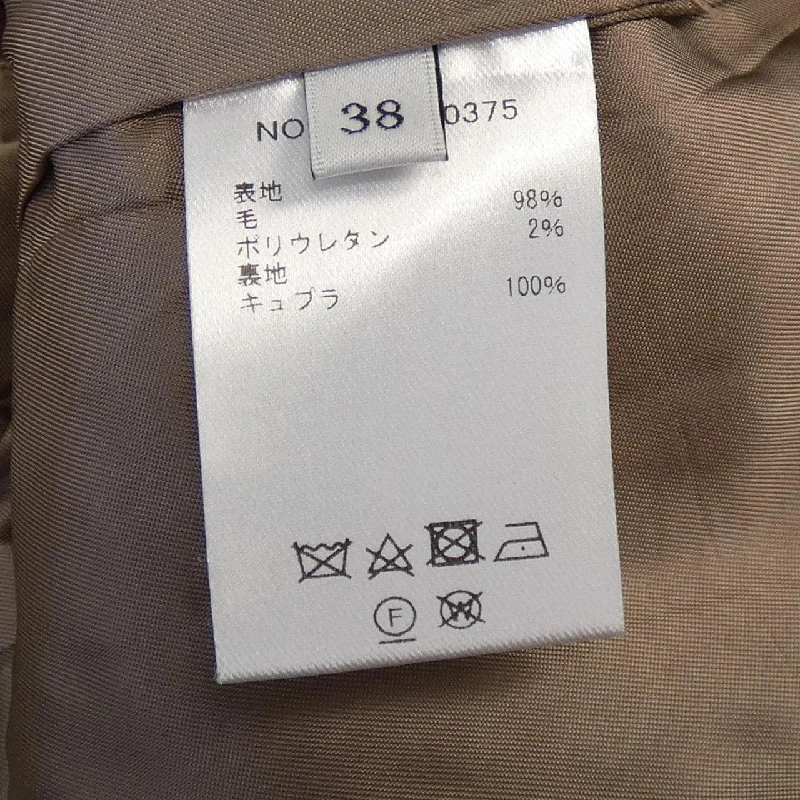 38
NO 0375
表地
毛 98%
ポリウレタン 2%
裏地
キュプラ 100%
F
W